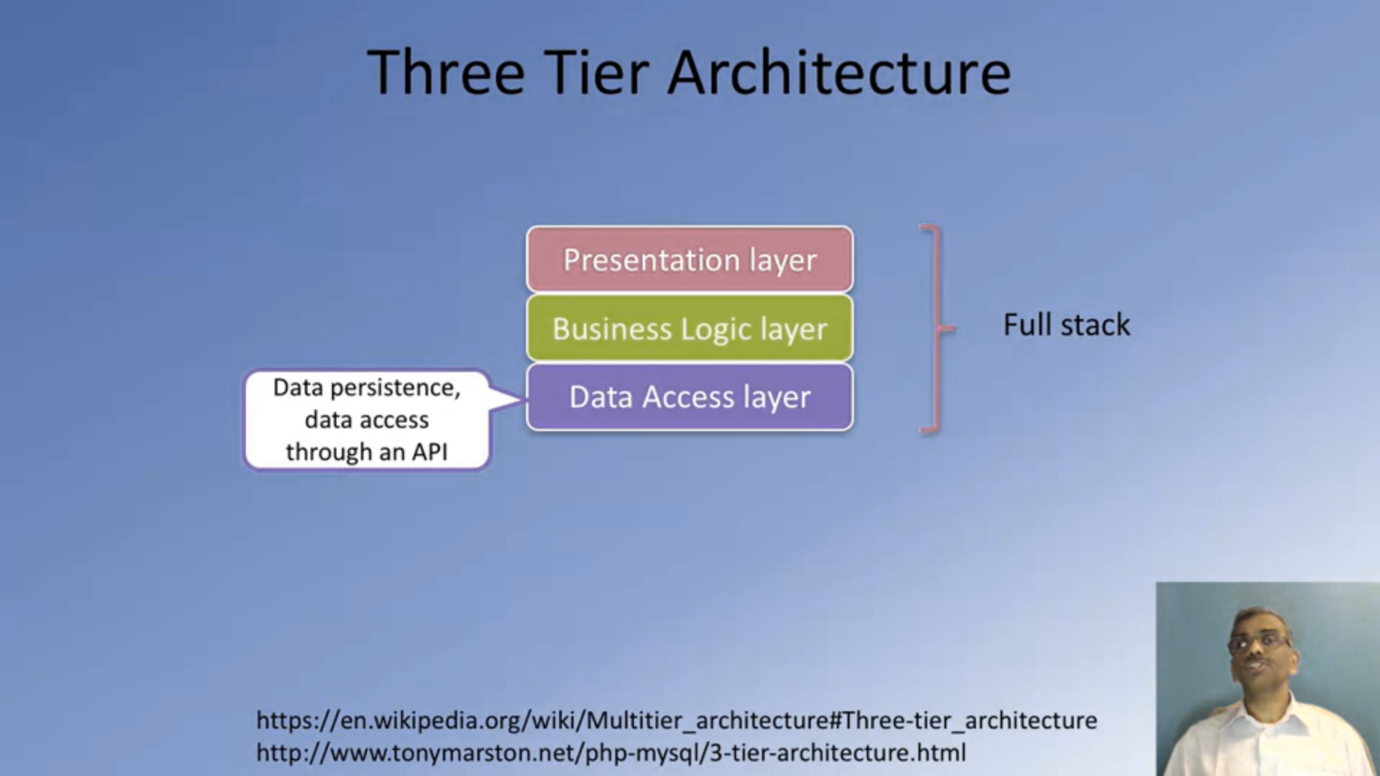 Three Tier Architecture
Presentation layer
Business Logic layer
Data Access layer
Full stack
Data persistence,
data access
through an API
https://en.wikipedia.org/wiki/Multitier_architecture#Three-tier_architecture
http://www.tonymarston.net/php-mysql/3-tier-architecture.html